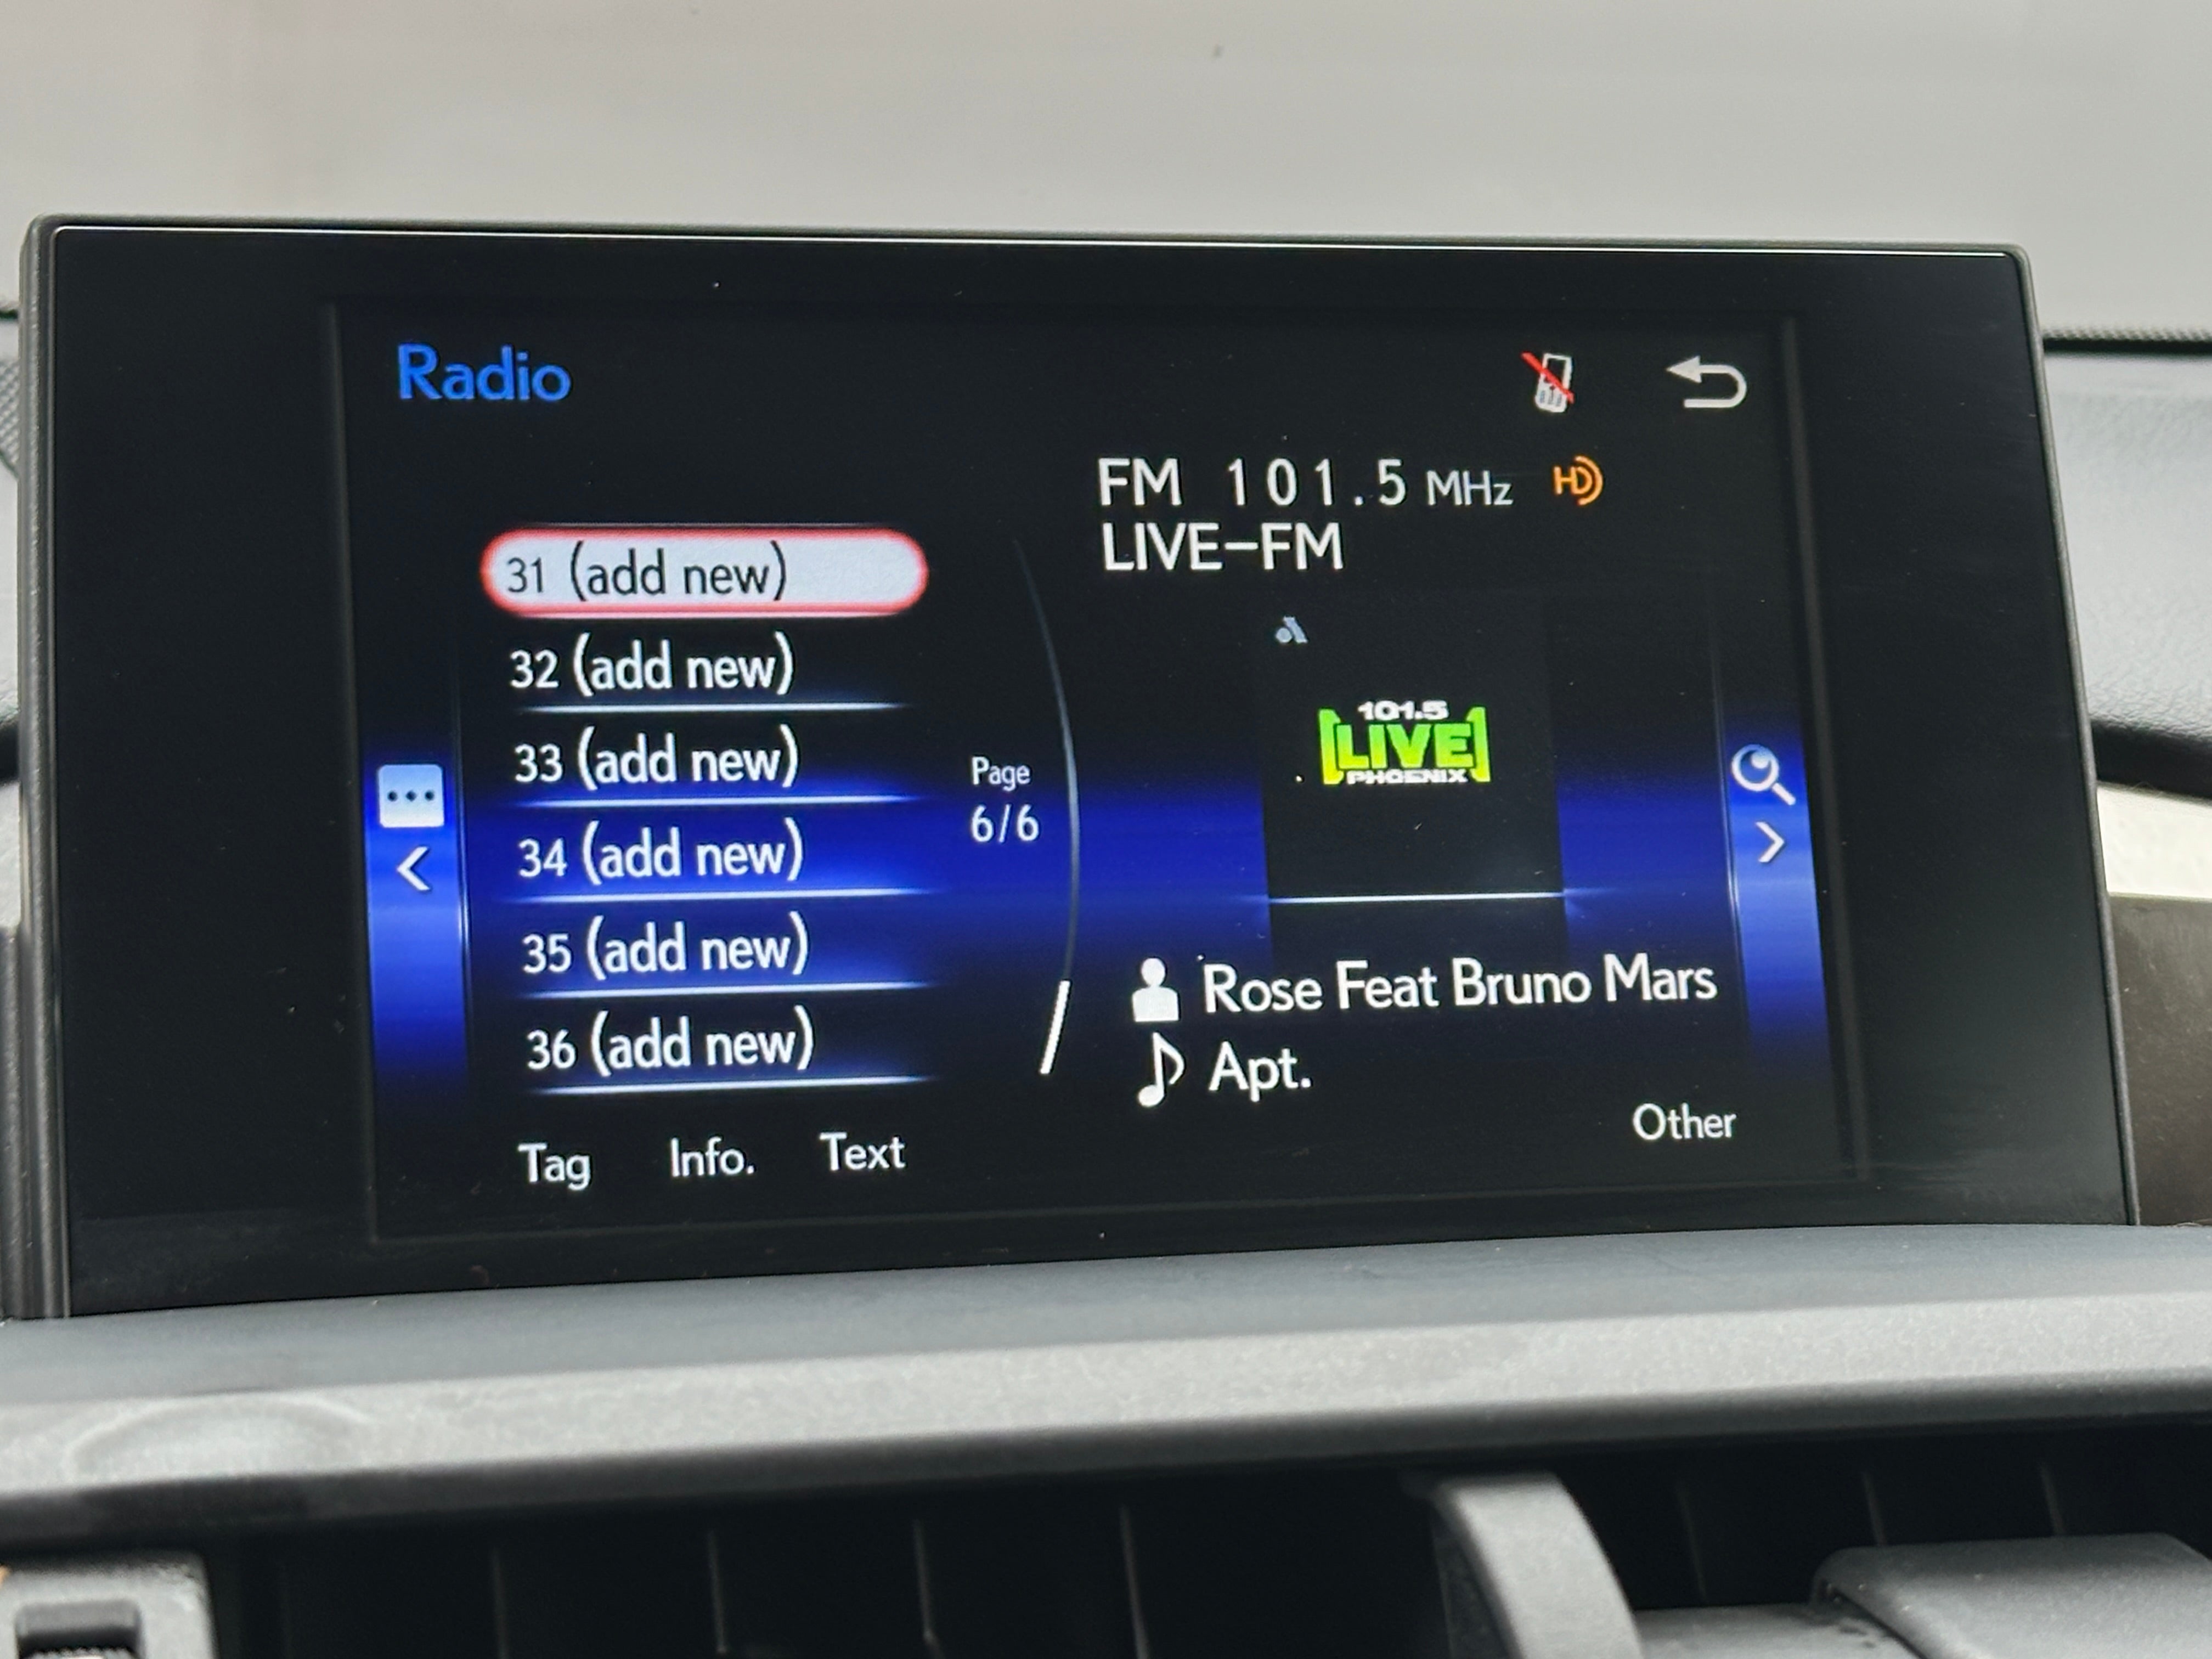 Radio
FM 101.5 MHz HD
LIVE-FM
31 (add new)
32 (add new)
33 (add new)
34 (add new)
35 (add new)
36 (add new)
Page
6/6
101.5
LIVE
PHOENIX
Rose Feat Bruno Mars
Apt.
Tag Info. Text
Other